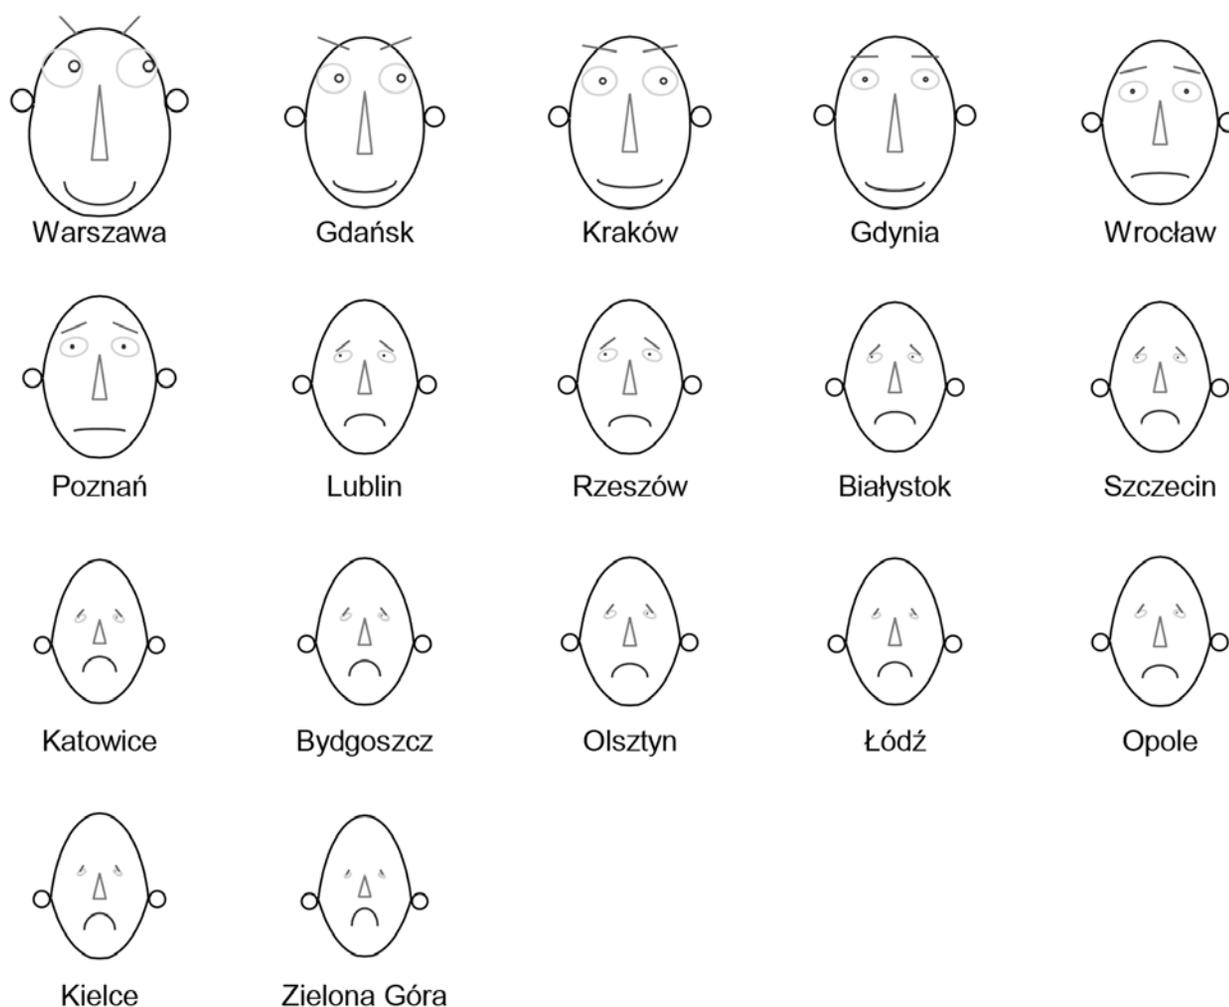 Warszawa Gdańsk Kraków Gdynia Wrocław
Poznań Lublin Rzeszów Białystok Szczecin
Katowice Bydgoszcz Olsztyn Łódź Opole
Kielce Zielona Góra